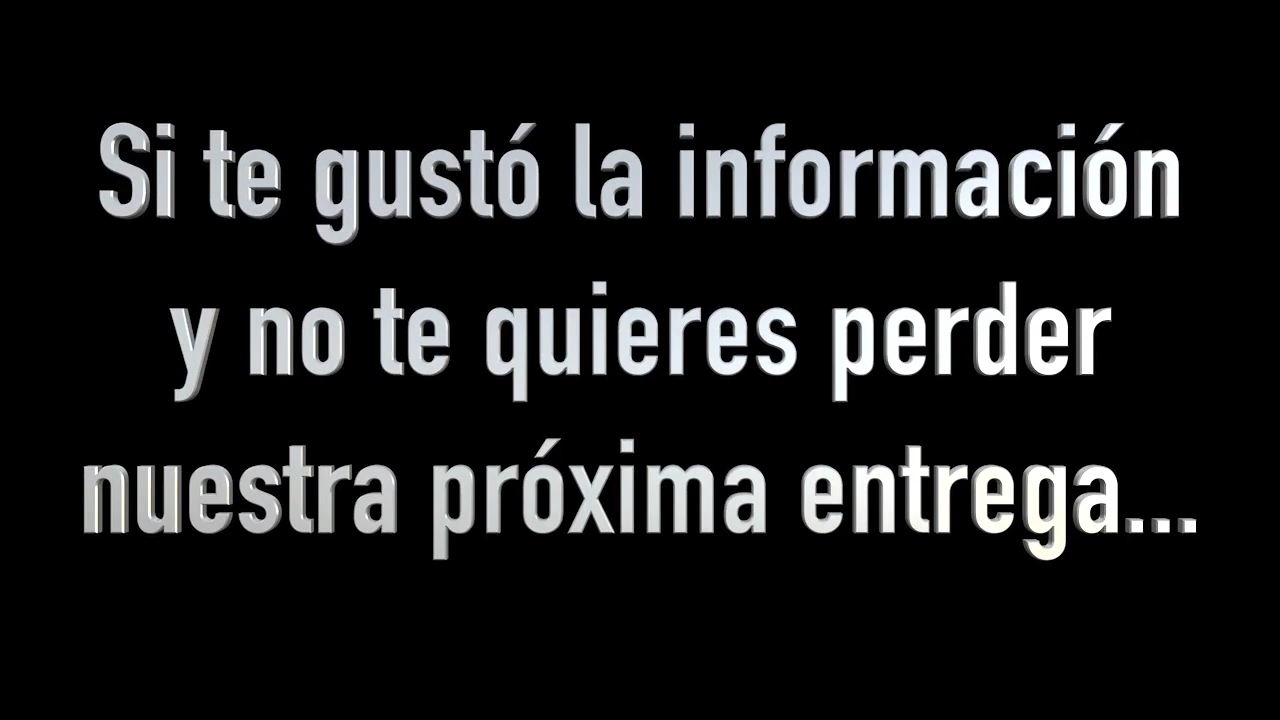 Si te gustó la información
y no te quieres perder
nuestra próxima entrega...